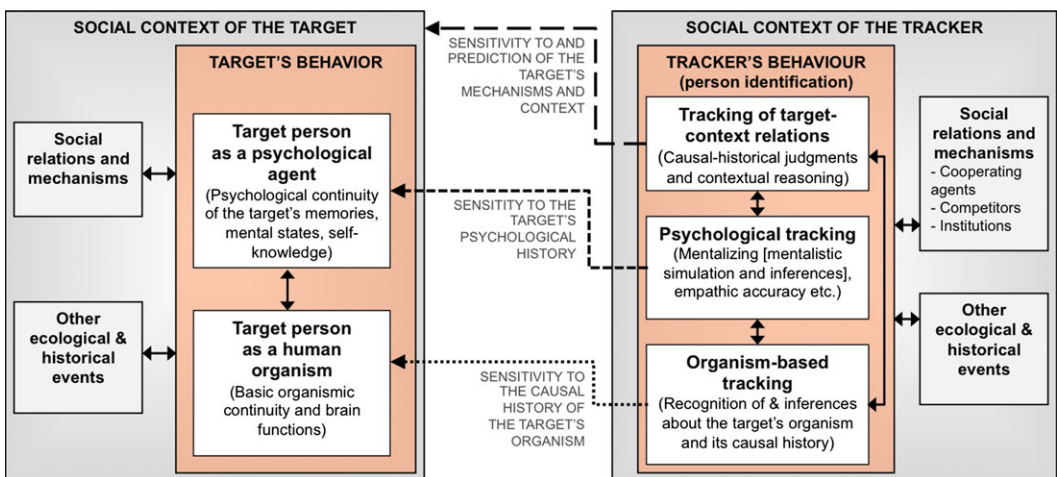 SOCIAL CONTEXT OF THE TARGET
TARGET'S BEHAVIOR
Social
relations and
mechanisms
Other
ecological &
historical
events
Target person
as a psychological
agent
(Psychological continuity
of the target's memories,
mental states, self-
knowledge)
Target person
as a human
organism
(Basic organismic
continuity and brain
functions)
SENSITIVITY TO AND
PREDICTION OF THE
TARGET'S
MECHANISMS AND
CONTEXT
SENSITIVITY TO THE
TARGET'S
PSYCHOLOGICAL
HISTORY
SENSITIVITY TO
THE CAUSAL
HISTORY OF
THE TARGET'S
ORGANISM
SOCIAL CONTEXT OF THE TRACKER
TRACKER'S BEHAVIOUR
(person identification)
Tracking of target-
context relations
(Causal-historical judgments
and contextual reasoning)
Psychological tracking
(Mentalizing [mentalistic
simulation and inferences],
empathic accuracy etc.)
Organism-based
tracking
(Recognition of & inferences
about the target's organism
and its causal history)
Social
relations and
mechanisms
- Cooperating
agents
- Competitors
- Institutions
Other
ecological &
historical
events